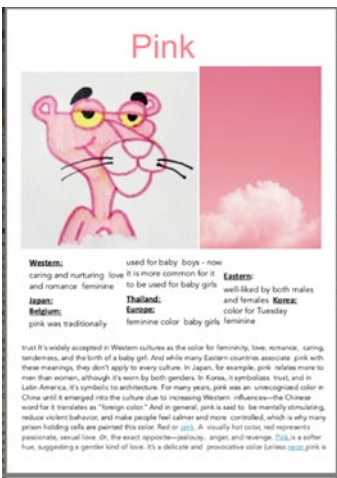 Pink
Western:
caring and nurturing love
and romance feminine
Japan:
Belgium:
pink was traditionally
used for baby boys - now
it is more common for it
to be used for baby girls
Thailand:
Europe:
feminine color baby girls
Eastern:
well-liked by both males
and females Korea:
color for Tuesday
feminine
trust It's widely accepted in Western cultures as the color for femininity, love, romance, caring,
tenderness, and the birth of a baby girl. And while many Eastern countries associate pink with
these meanings, they don't apply to every culture. In Japan, for example, pink relates more to
men than women, although it's worn by both genders. In Korea, it symbolizes trust, and in
Latin America, it's symbolic to architecture. For many years, pink was an unrecognized color in
China until it emerged into the culture due to increasing Western influences—the Chinese
word for it translates as "foreign color." And in general, pink is said to be mentally stimulating,
reduce violent behavior, and make people feel calmer and more controlled, which is why many
prison holding cells are painted this color. Red or pink. A visually hot color, red represents
passionate, sexual love. Or, the exact opposite—jealousy, anger, and revenge. Pink is a softer
hue, suggesting a gentler kind of love. It's a delicate and provocative color (unless neon pink is